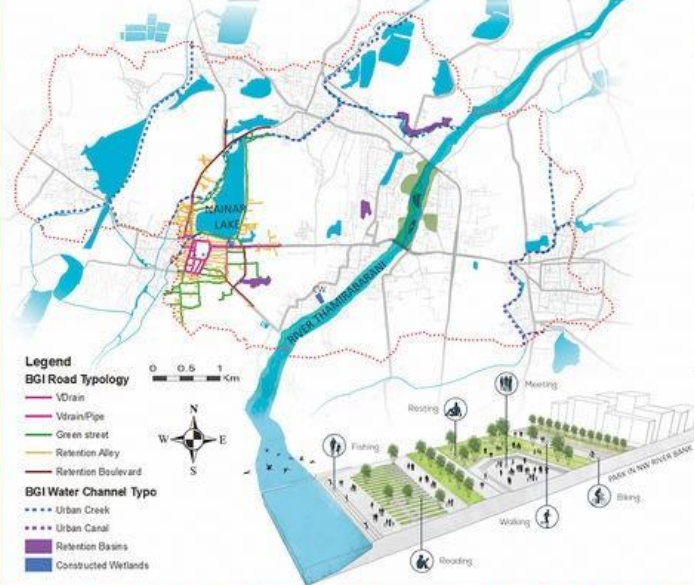 NAINAR
LAKE
CW
RIVER THAMIRABARANI
Legend
BGI Road Typology
0 0.5 1 Km
VDrain
Vdrain/Pipe
Green street
Retention Alley
Retention Boulevard
N
W E
S
BGI Water Channel Typo
Urban Creek
Urban Canal
Retention Basins
Constructed Wetlands
Meeting
Resting
Fishing
PARK IN NW RIVER BANK
Biking
Walking
Reading